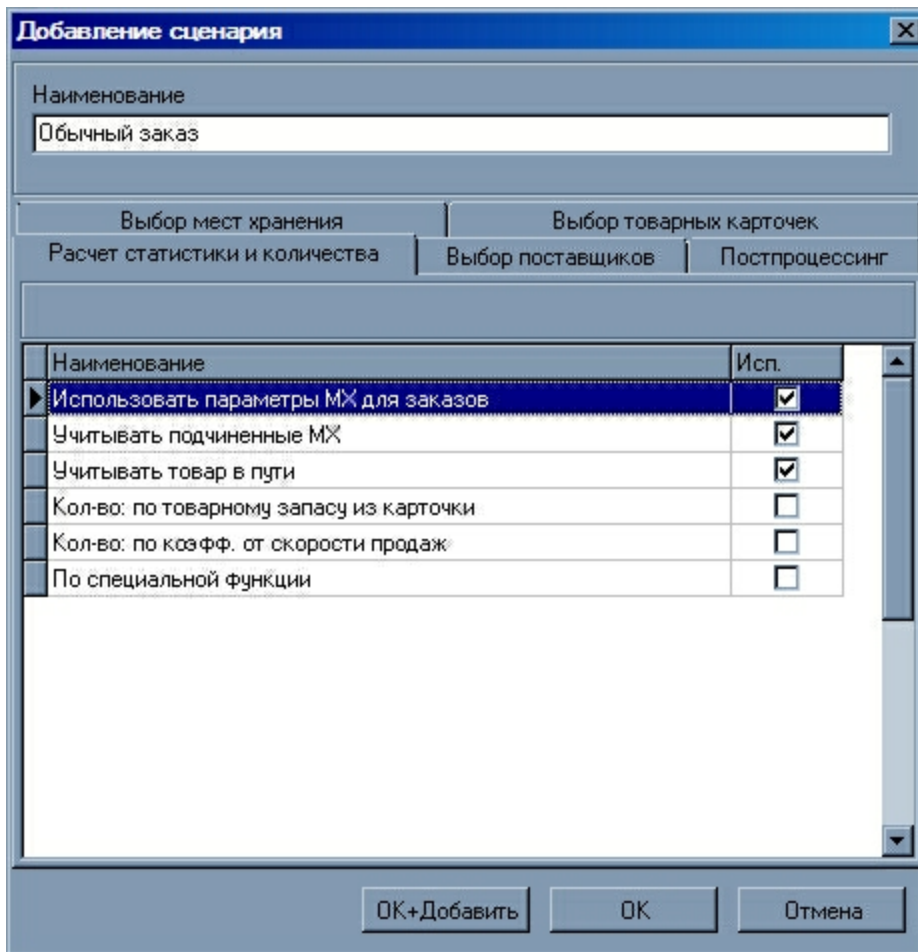 Добавление сценария
Наименование
Обычный заказ
Выбор мест хранения Выбор товарных карточек
Расчет статистики и количества Выбор поставщиков Постпроцессинг
Наименование Исп.
Использовать параметры МХ для заказов
Учитывать подчиненные МХ
Учитывать товар в пути
Кол-во: по товарному запасу из карточки
Кол-во: по коэфф. от скорости продаж
По специальной функции
ОК+Добавить ОК Отмена